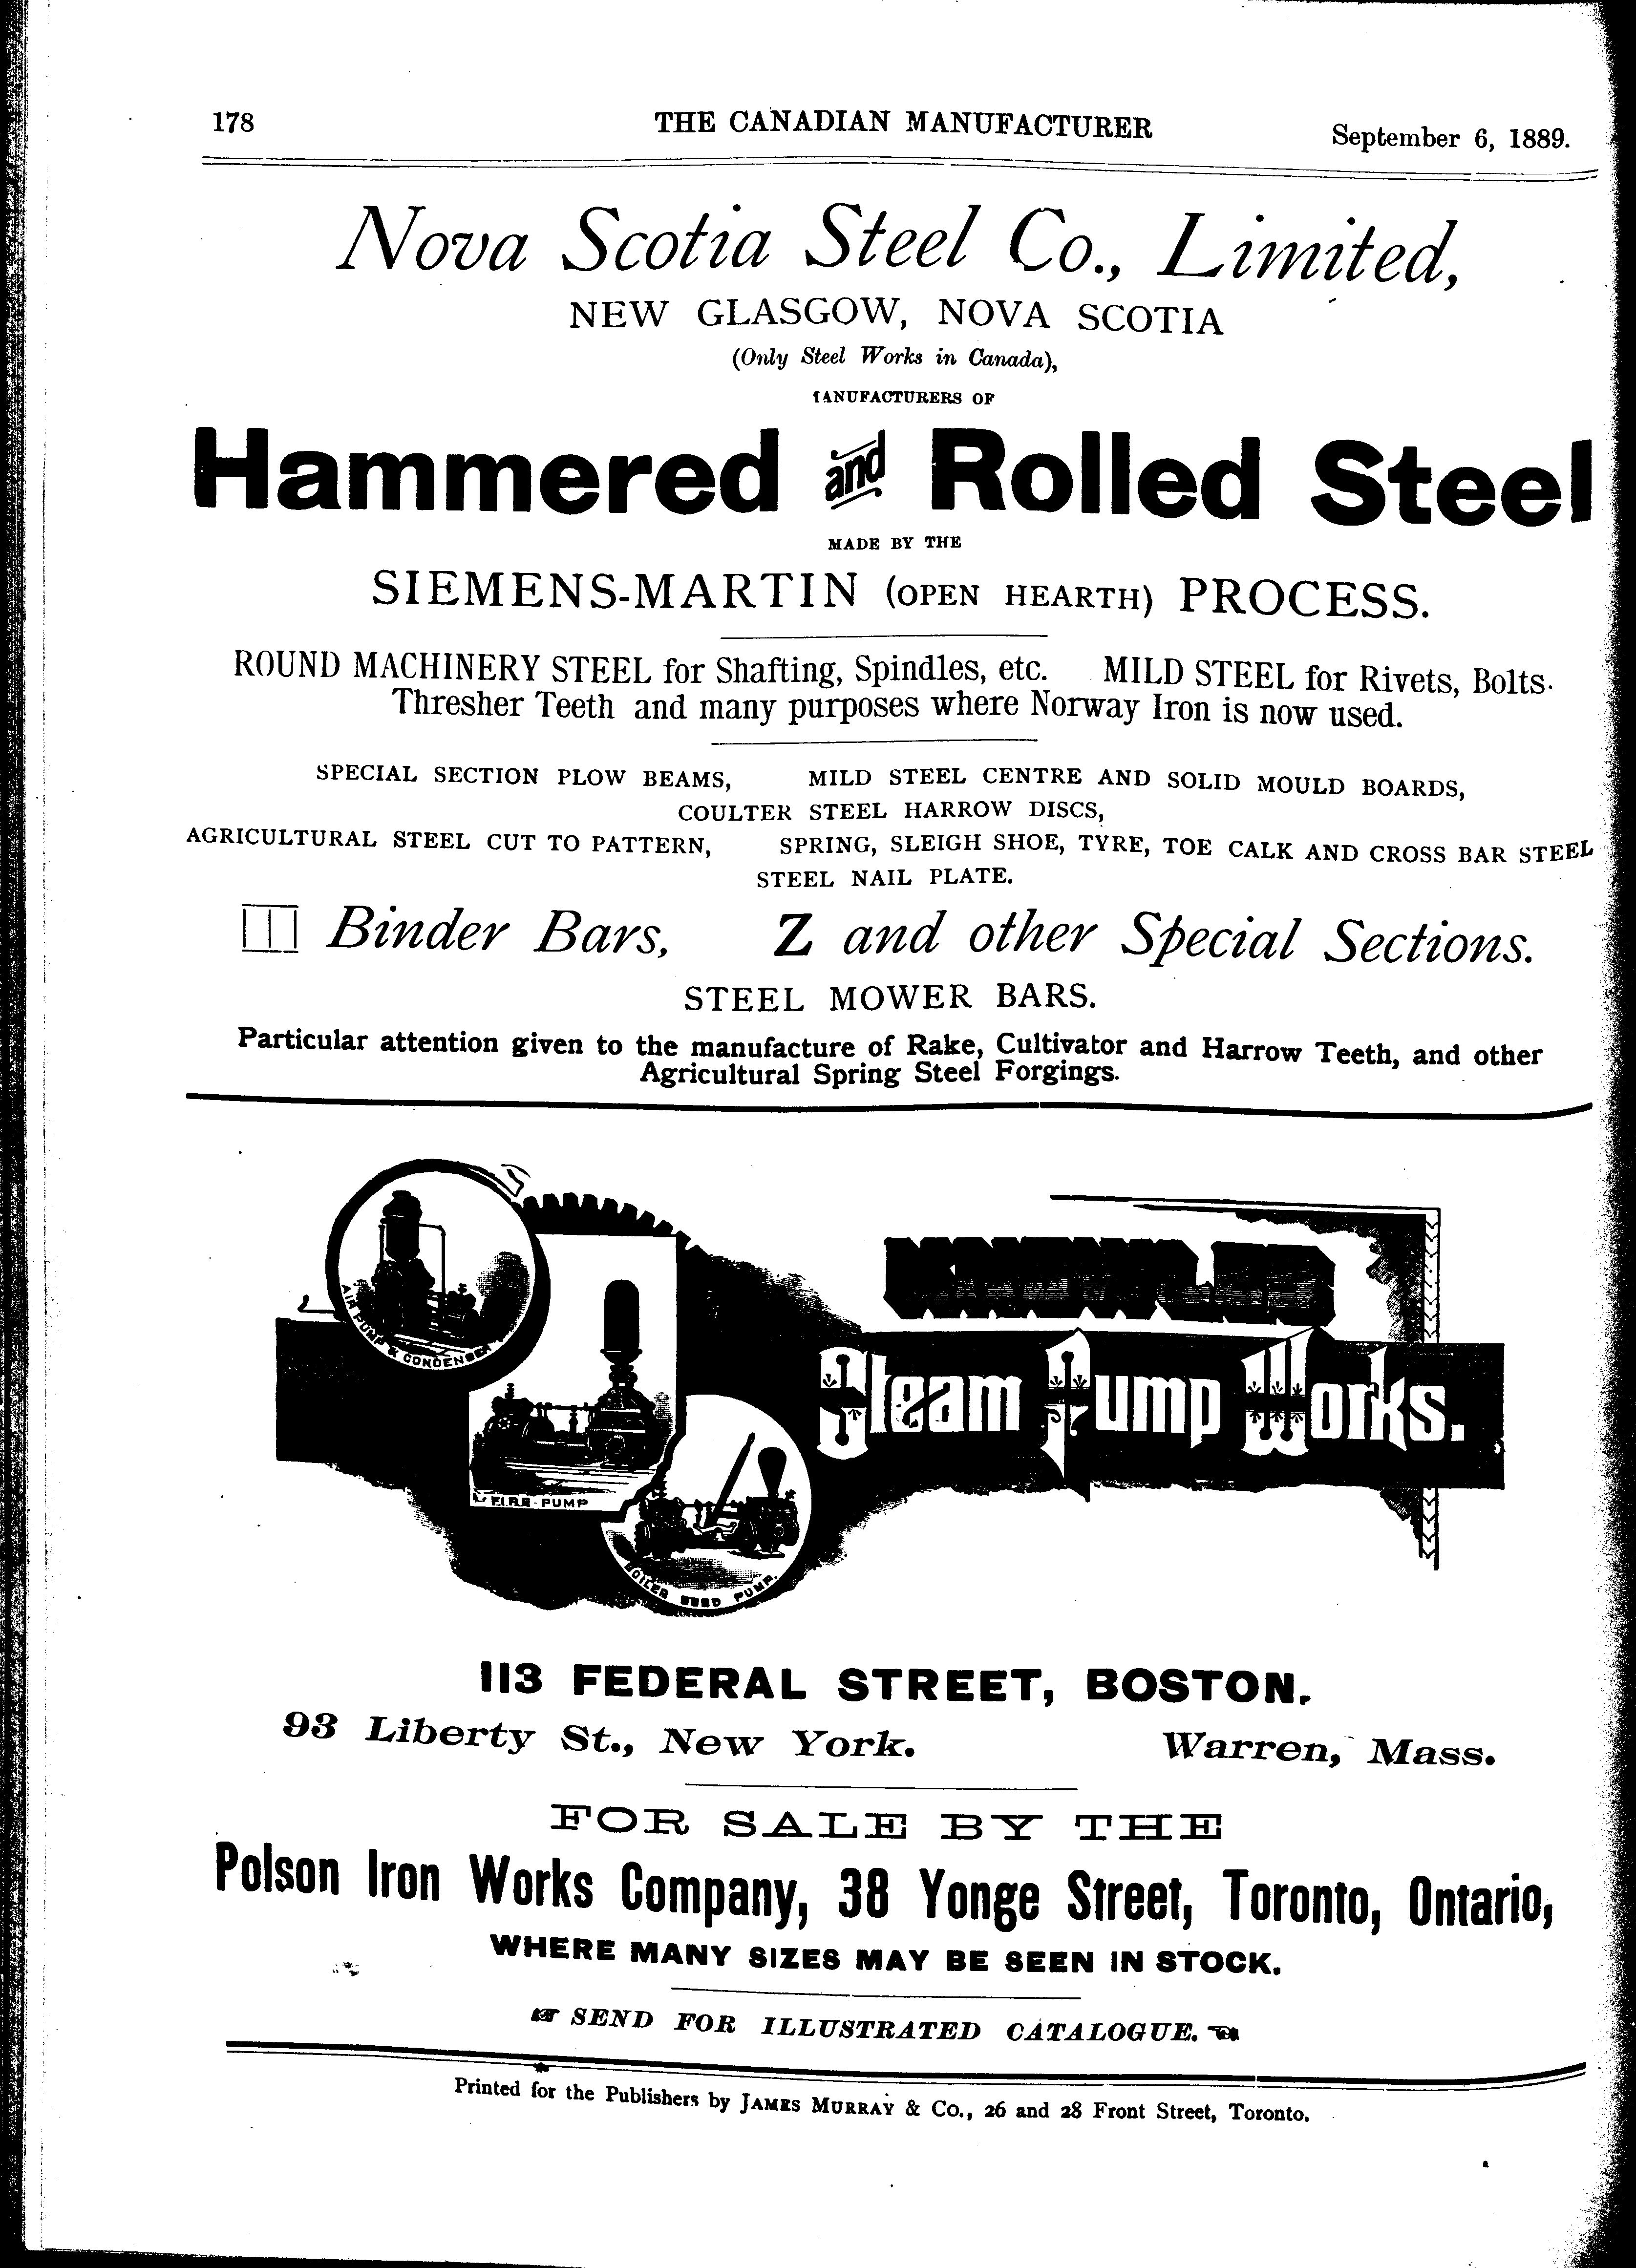 178
THE CANADIAN MANUFACTURER
September 6, 1889.
Nova Scotia Steel Co., Limited,
NEW GLASGOW, NOVA SCOTIA
(Only Steel Works in Canada),
MANUFACTURERS OF
Hammered and Rolled Steel
MADE BY THE
SIEMENS-MARTIN (OPEN HEARTH) PROCESS.
ROUND MACHINERY STEEL for Shafting, Spindles, etc. MILD STEEL for Rivets, Bolts.
Thresher Teeth and many purposes where Norway Iron is now used.
SPECIAL SECTION PLOW BEAMS, MILD STEEL CENTRE AND SOLID MOULD BOARDS,
COULTER STEEL HARROW DISCS,
AGRICULTURAL STEEL CUT TO PATTERN, SPRING, SLEIGH SHOE, TYRE, TOE CALK AND CROSS BAR STEEL
STEEL NAIL PLATE.
Binder Bars, Z and other Special Sections.
STEEL MOWER BARS.
Particular attention given to the manufacture of Rake, Cultivator and Harrow Teeth, and other
Agricultural Spring Steel Forgings.
AIR PUMP & CONDENSER
FIRE-PUMP
BOILER FEED PUMP.
Steam Pump Works.
113 FEDERAL STREET, BOSTON.
93 Liberty St., New York. Warren, Mass.
FOR SALE BY THE
Polson Iron Works Company, 38 Yonge Street, Toronto, Ontario,
WHERE MANY SIZES MAY BE SEEN IN STOCK.
☞ SEND FOR ILLUSTRATED CATALOGUE. ☜
Printed for the Publishers by JAMES MURRAY & Co., 26 and 28 Front Street, Toronto.